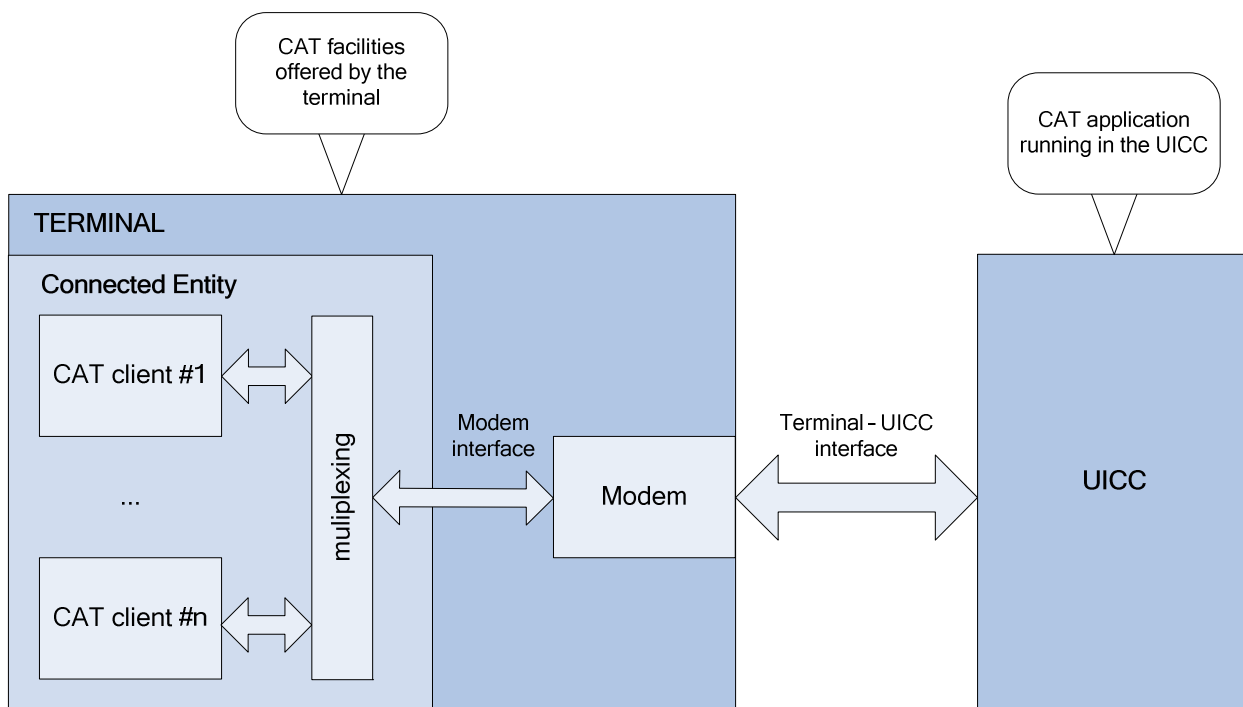 CAT facilities
offered by the
terminal
CAT application
running in the UICC
TERMINAL
Connected Entity
CAT client #1
...
CAT client #n
muliplexing
Modem
interface
Modem
Terminal - UICC
interface
UICC